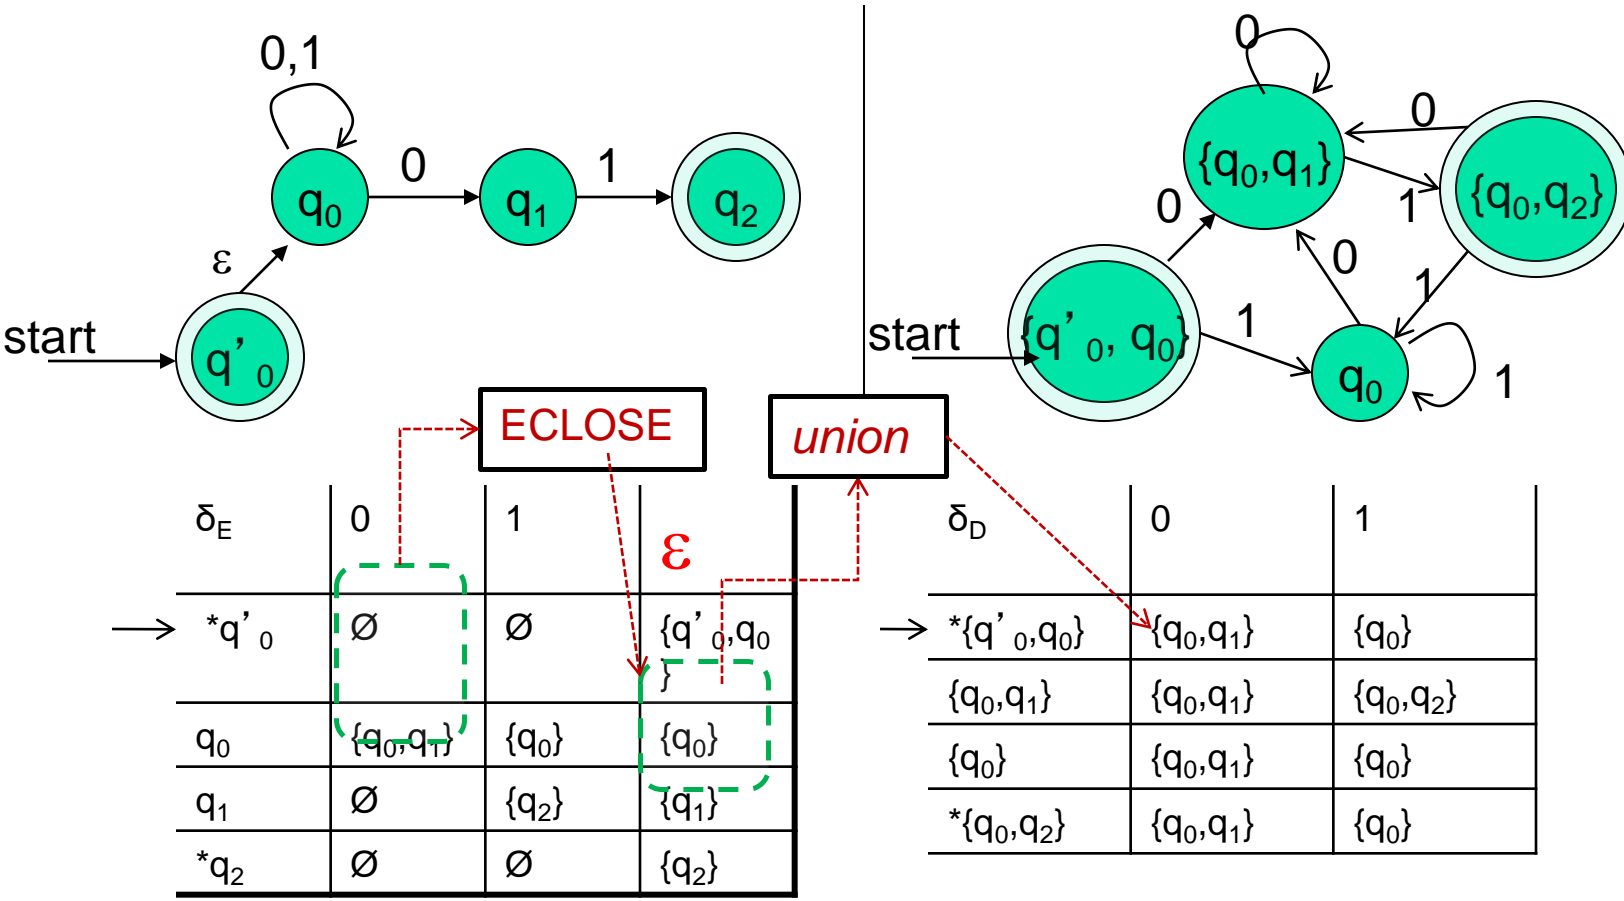 0,1
0
1
q0
q1
q2
ε
start
q’0
0
{q0,q1}
0
{q0,q2}
0
1
0
1
start
{q’0, q0}
1
q0
1
ECLOSE
union
δE 0 1 ε
*q’0 Ø Ø {q’0,q0
}
q0 {q0,q1} {q0} {q0}
q1 Ø {q2} {q1}
*q2 Ø Ø {q2}
δD 0 1
*{q’0,q0} {q0,q1} {q0}
{q0,q1} {q0,q1} {q0,q2}
{q0} {q0,q1} {q0}
*{q0,q2} {q0,q1} {q0}